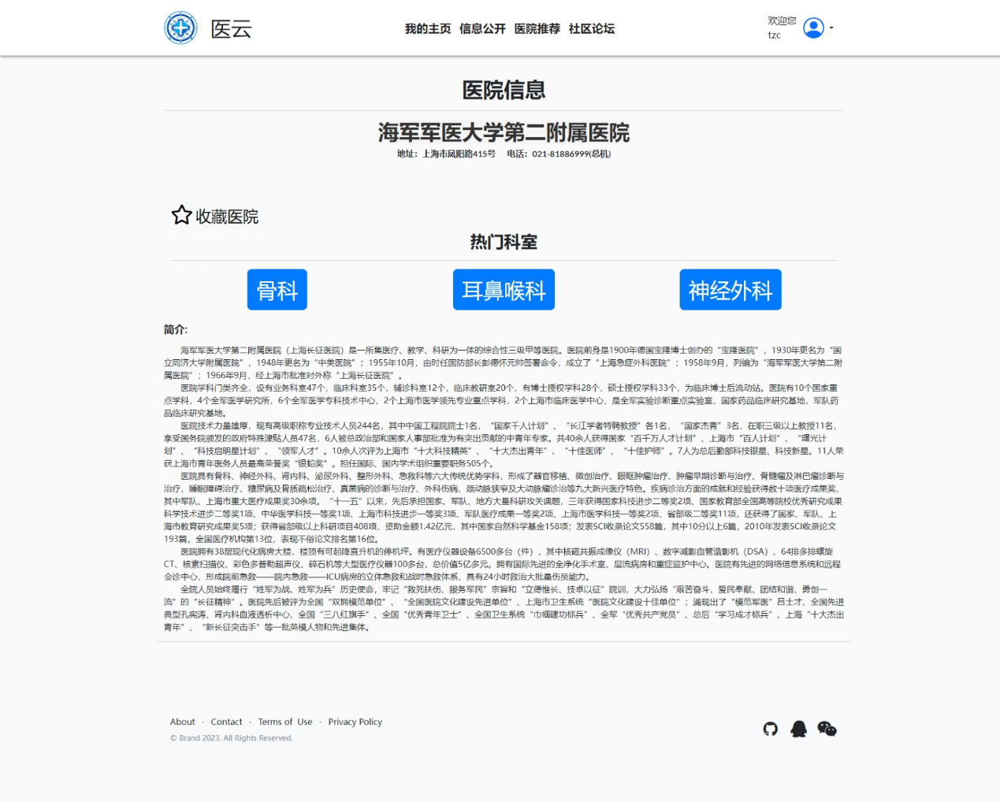 医云
我的主页 信息公开 医院推荐 社区论坛
欢迎您
tzc
医院信息
海军军医大学第二附属医院
地址：上海市凤阳路415号 电话：021-81886999(总机)
收藏医院
热门科室
骨科 耳鼻喉科 神经外科
简介:
海军军医大学第二附属医院（上海长征医院）是一所集医疗、教学、科研为一体的综合性三级甲等医院。医院前身是1900年德国宝隆博士创办的“宝隆医院”，1930年更名为“国
立同济大学附属医院”，1948年更名为“中美医院”；1955年10月，由时任国防部长彭德怀元帅签署命令，成立了“上海急症外科医院”；1958年9月，列编为“海军军医大学第二附
属医院”；1966年9月，经上海市批准对外称“上海长征医院”。
医院学科门类齐全，设有业务科室47个，临床科室35个，辅诊科室12个，临床教研室20个，有博士授权学科28个，硕士授权学科33个，为临床博士后流动站。医院有10个国家重
点学科，4个全军医学研究所，6个全军医学专科技术中心，2个上海市医学领先专业重点学科，2个上海市临床医学中心，是全军实验诊断重点实验室，国家药品临床研究基地，军队药
品临床研究基地。
医院技术力量雄厚，现有高级职称专业技术人员244名，其中中国工程院院士1名，“国家千人计划”、“长江学者特聘教授”各1名，“国家杰青”3名，在职三级以上教授11名，
享受国务院颁发的政府特殊津贴人员47名，6人被总政治部和国家人事部批准为有突出贡献的中青年专家。共40余人获得国家“百千万人才计划”、上海市“百人计划”、“曙光计
划”、“科技启明星计划”、“领军人才”。10余人次评为上海市“十大科技精英”、“十大杰出青年”、“十佳医师”、“十佳护师”。7人为总后勤部科技银星、科技新星。11人荣
获上海市青年医务人员最高荣誉奖“银蛇奖”。担任国际、国内学术组织重要职务505个。
医院具有骨科、神经外科、肾内科、泌尿外科、整形外科、急救科等六大传统优势学科，形成了器官移植、微创治疗、眼眶肿瘤治疗、肿瘤早期诊断与治疗、骨髓瘤及淋巴瘤诊断与
治疗、睡眠障碍治疗、糖尿病及骨质疏松治疗、真菌病的诊断与治疗、外科伤病、颈动脉狭窄及大动脉瘤诊治等九大新兴医疗特色。疾病诊治方面的成就和经验获得数十项医疗成果奖，
其中军队、上海市重大医疗成果奖30余项。“十一五”以来，先后承担国家、军队、地方大量科研攻关课题，三年获得国家科技进步二等奖2项、国家教育部全国高等院校优秀研究成果
科学技术进步二等奖1项、中华医学科技一等奖1项、上海市科技进步一等奖3项、军队医疗成果一等奖2项、上海市医学科技一等奖2项、省部级二等奖11项，还获得了国家、军队、上
海市教育研究成果奖5项；获得省部级以上科研项目408项，资助金额1.42亿元，其中国家自然科学基金158项；发表SCI收录论文558篇，其中10分以上6篇，2010年发表SCI收录论文
193篇，全国医疗机构第13位，表现不俗论文排名第16位。
医院拥有38层现代化病房大楼，楼顶有可起降直升机的停机坪。有医疗仪器设备6500多台（件），其中核磁共振成像仪（MRI）、数字减影血管造影机（DSA）、64排多排螺旋
CT、核素扫描仪、彩色多普勒超声仪、碎石机等大型医疗仪器100多台，总价值5亿多元。拥有国际先进的全净化手术室、层流病房和重症监护中心。医院有先进的网络信息系统和远程
会诊中心，形成院前急救——院内急救——ICU病房的立体急救和战时急救体系，具有24小时救治大批量伤员能力。
全院人员始终履行“姓军为战、姓军为兵”历史使命，牢记“救死扶伤、服务军民”宗旨和“立德惟长、技卓以征”院训，大力弘扬“艰苦奋斗、爱民奉献、团结和谐、勇创一
流”的“长征精神”。医院先后被评为全国“双拥模范单位”、“全国医院文化建设先进单位”、上海市卫生系统“医院文化建设十佳单位”；涌现出了“模范军医”吕士才、全国先进
典型孔宪涛、肾内科血液透析中心、全国“三八红旗手”、全国“优秀青年卫士”、全国卫生系统“巾帼建功标兵”、全军“优秀共产党员”、总后“学习成才标兵”、上海“十大杰出
青年”、“新长征突击手”等一批英模人物和先进集体。
About · Contact · Terms of Use · Privacy Policy
© Brand 2023. All Rights Reserved.